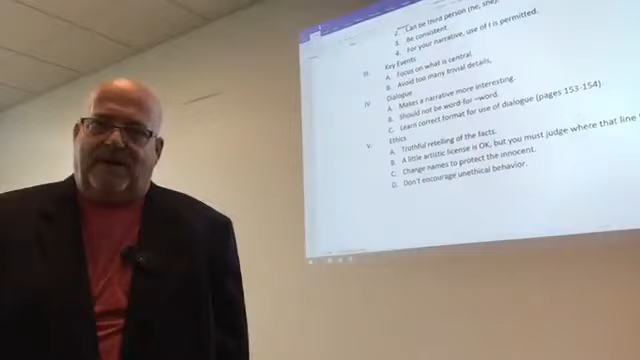 2. Can be third person (he, she).
3. Be consistent.
4. For your narrative, use of I is permitted.
III. Key Events
A. Focus on what is central.
B. Avoid too many trivial details,
IV. Dialogue
A. Makes a narrative more interesting.
B. Should not be word-for –word.
C. Learn correct format for use of dialogue (pages 153-154).
V. Ethics
A. Truthful retelling of the facts.
B. A little artistic license is OK, but you must judge where that line
C. Change names to protect the innocent.
D. Don't encourage unethical behavior.